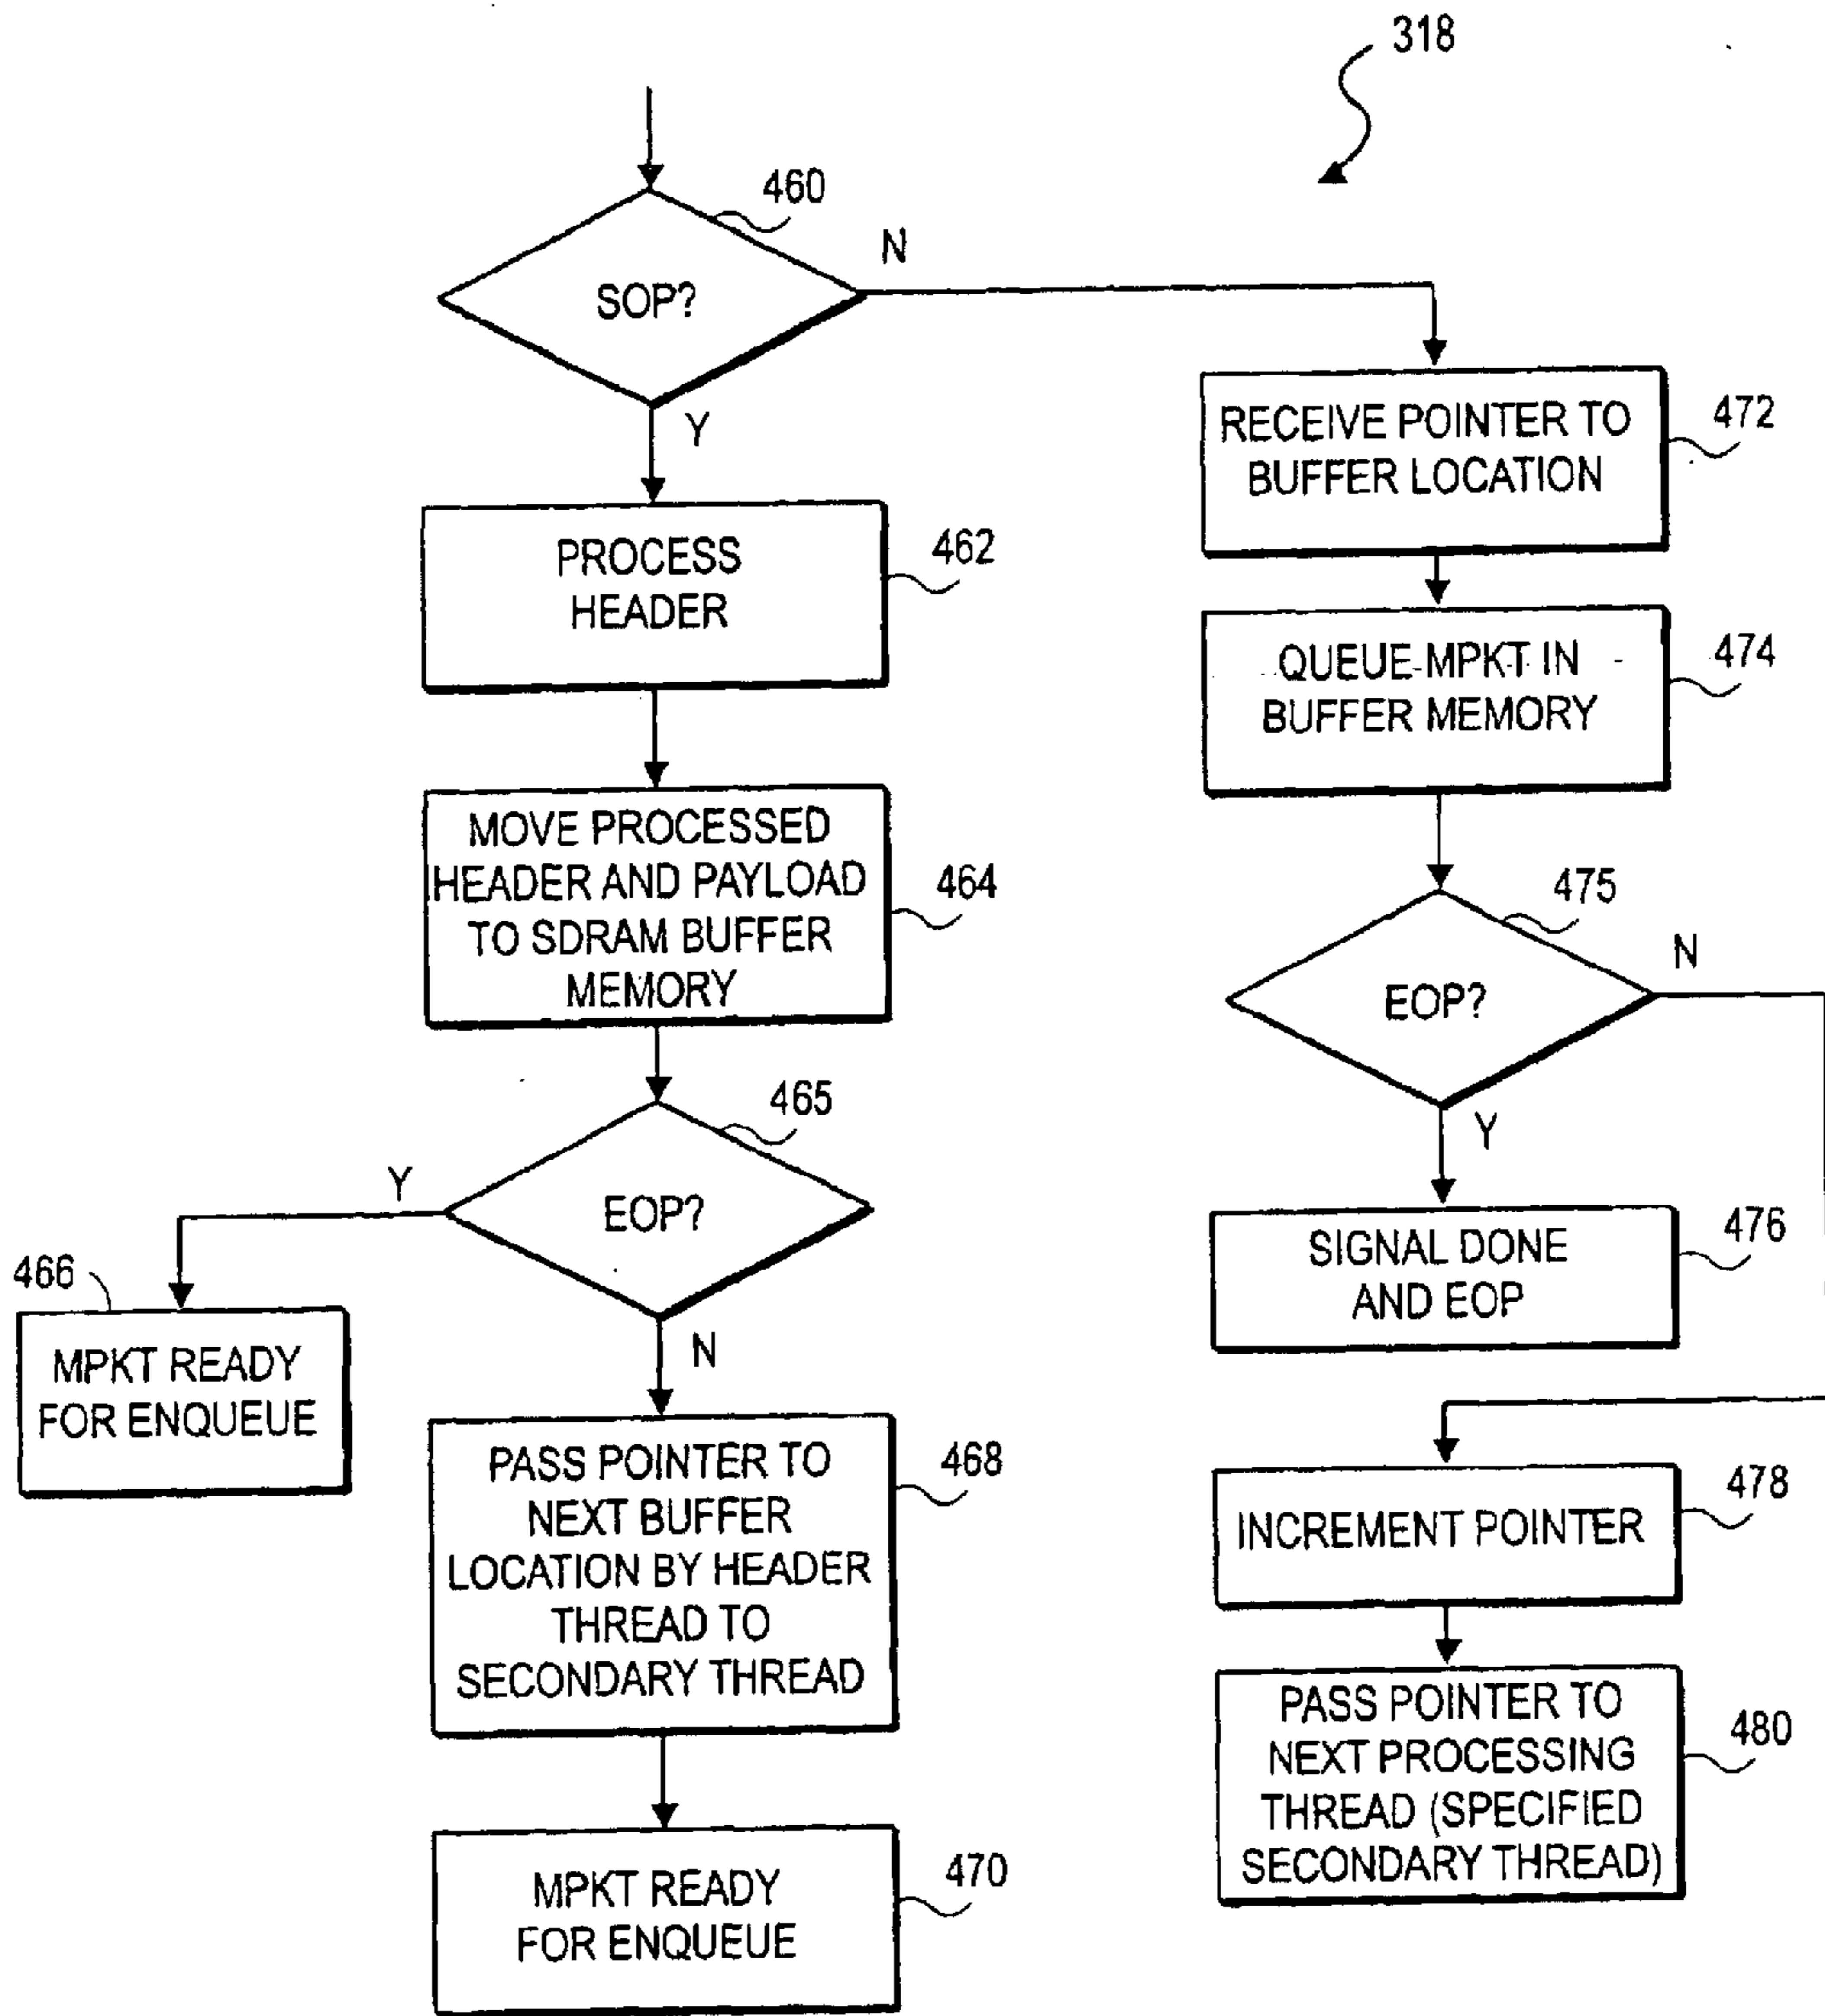 318
460
SOP?
N
Y
PROCESS
HEADER
462
MOVE PROCESSED
HEADER AND PAYLOAD
TO SDRAM BUFFER
MEMORY
464
465
EOP?
Y
466
MPKT READY
FOR ENQUEUE
N
PASS POINTER TO
NEXT BUFFER
LOCATION BY HEADER
THREAD TO
SECONDARY THREAD
468
MPKT READY
FOR ENQUEUE
470
RECEIVE POINTER TO
BUFFER LOCATION
472
QUEUE MPKT IN
BUFFER MEMORY
474
475
EOP?
N
Y
SIGNAL DONE
AND EOP
476
INCREMENT POINTER
478
PASS POINTER TO
NEXT PROCESSING
THREAD (SPECIFIED
SECONDARY THREAD)
480